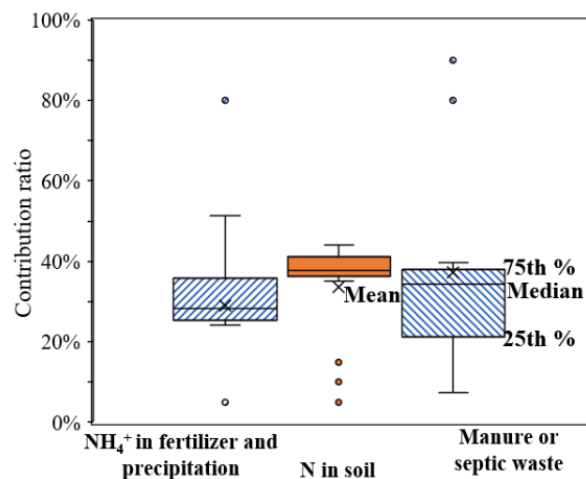 100%
80%
60%
40%
20%
0%
Contribution ratio
75th %
Mean
Median
25th %
NH₄⁺ in fertilizer and
precipitation
N in soil
Manure or
septic waste